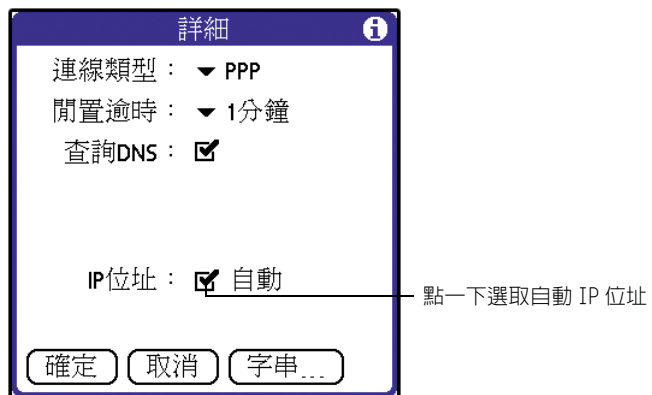 詳細
連線類型： PPP
閒置逾時： 1分鐘
查詢DNS：
IP位址： 自動
點一下選取自動 IP 位址
確定 取消 字串...